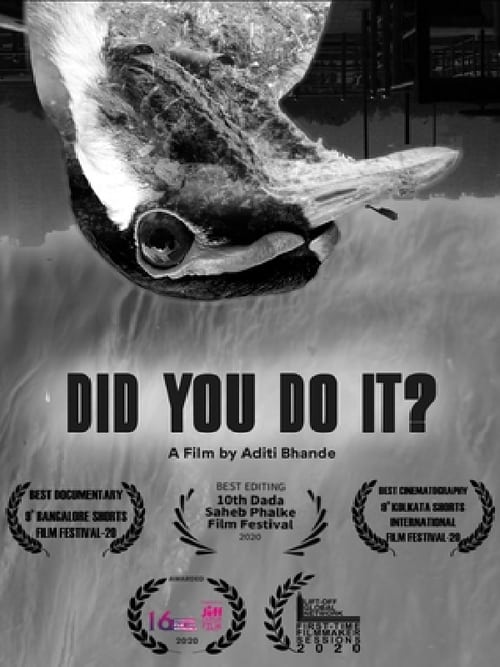 DID YOU DO IT?
A Film by Aditi Bhande
BEST DOCUMENTARY
8th BANGALORE SHORTS
FILM FESTIVAL-20
BEST EDITING
10th Dada
Saheb Phalke
Film Festival
2020
BEST CINEMATOGRAPHY
9th KOLKATA SHORTS
INTERNATIONAL
FILM FESTIVAL-20
AWARDED
16
2020
LIFT-OFF
GLOBAL
NETWORK
FIRST-TIME
FILMMAKER
SESSIONS
2020